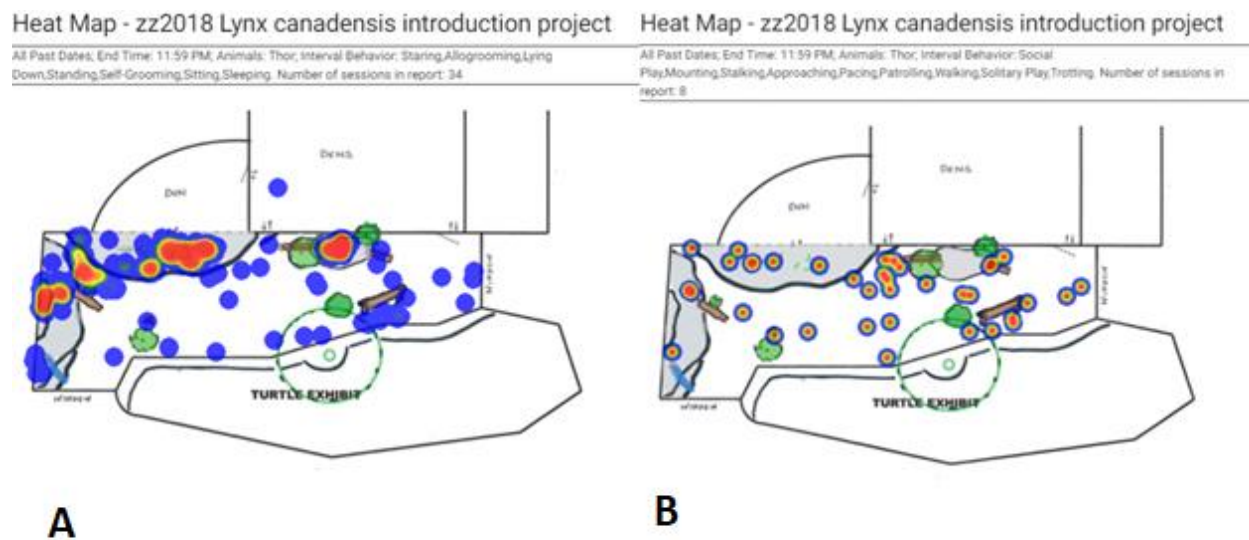 Heat Map - zz2018 Lynx canadensis introduction project
All Past Dates; End Time: 11:59 PM; Animals: Thor; Interval Behavior: Staring,Allogrooming,Lying
Down,Standing,Self-Grooming,Sitting,Sleeping. Number of sessions in report: 34
DEN
DENS
TURTLE EXHIBIT
A
Heat Map - zz2018 Lynx canadensis introduction project
All Past Dates; End Time: 11:59 PM; Animals: Thor; Interval Behavior: Social
Play,Mounting,Stalking,Approaching,Pacing,Patrolling,Walking,Solitary Play,Trotting. Number of sessions in
report: 8
DEN
DENS
TURTLE EXHIBIT
B